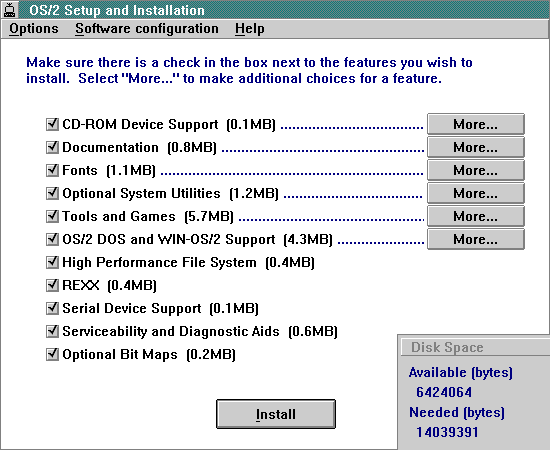 OS/2 Setup and Installation
Options Software configuration Help
Make sure there is a check in the box next to the features you wish to
install. Select "More..." to make additional choices for a feature.
CD-ROM Device Support (0.1MB) More...
Documentation (0.8MB) More...
Fonts (1.1MB) More...
Optional System Utilities (1.2MB) More...
Tools and Games (5.7MB) More...
OS/2 DOS and WIN-OS/2 Support (4.3MB) More...
High Performance File System (0.4MB)
REXX (0.4MB)
Serial Device Support (0.1MB)
Serviceability and Diagnostic Aids (0.6MB)
Optional Bit Maps (0.2MB)
Install
Disk Space
Available (bytes)
6424064
Needed (bytes)
14039391